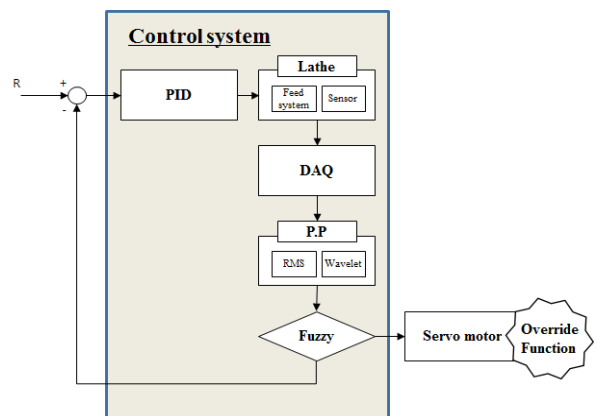 Control system
R
+
-
PID
Lathe
Feed
system
Sensor
DAQ
P.P
RMS
Wavelet
Fuzzy
Servo motor
Override
Function